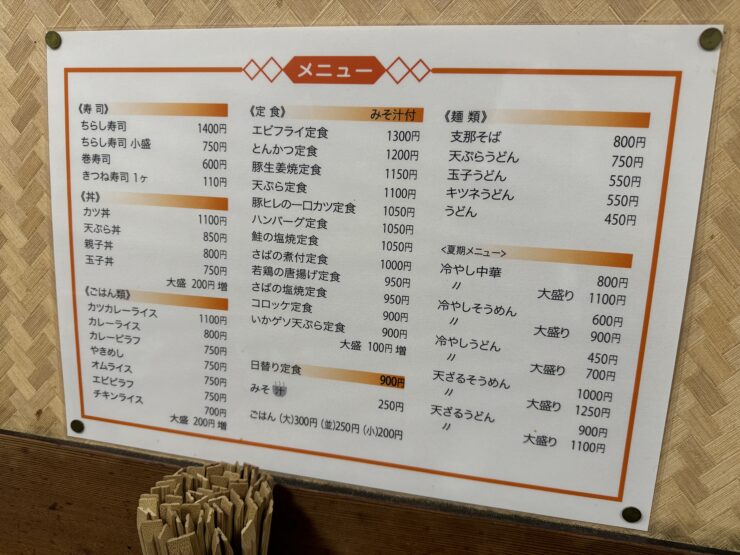 メニュー
《寿 司》
ちらし寿司 1400円
ちらし寿司 小盛 750円
巻寿司 600円
きつね寿司 1ヶ 110円
《丼》
カツ丼 1100円
天ぷら丼 850円
親子丼 800円
玉子丼 750円
大盛 200円増
《ごはん類》
カツカレーライス 1100円
カレーライス 800円
カレーピラフ 750円
やきめし 750円
オムライス 750円
エビピラフ 750円
チキンライス 700円
大盛 200円増
《定 食》 みそ汁付
エビフライ定食 1300円
とんかつ定食 1200円
豚生姜焼定食 1150円
天ぷら定食 1100円
豚ヒレの一口カツ定食 1050円
ハンバーグ定食 1050円
鮭の塩焼定食 1050円
さばの煮付定食 1000円
若鶏の唐揚げ定食 950円
さばの塩焼定食 950円
コロッケ定食 900円
いかゲソ天ぷら定食 900円
大盛 100円増
日替り定食 900円
みそ汁 250円
ごはん (大)300円 (並)250円 (小)200円
《麺 類》
支那そば 800円
天ぷらうどん 750円
玉子うどん 550円
キツネうどん 550円
うどん 450円
<夏期メニュー>
冷やし中華 800円
〃 大盛り 1100円
冷やしそうめん 600円
〃 大盛り 900円
冷やしうどん 450円
〃 大盛り 700円
天ざるそうめん 1000円
〃 大盛り 1250円
天ざるうどん 900円
〃 大盛り 1100円